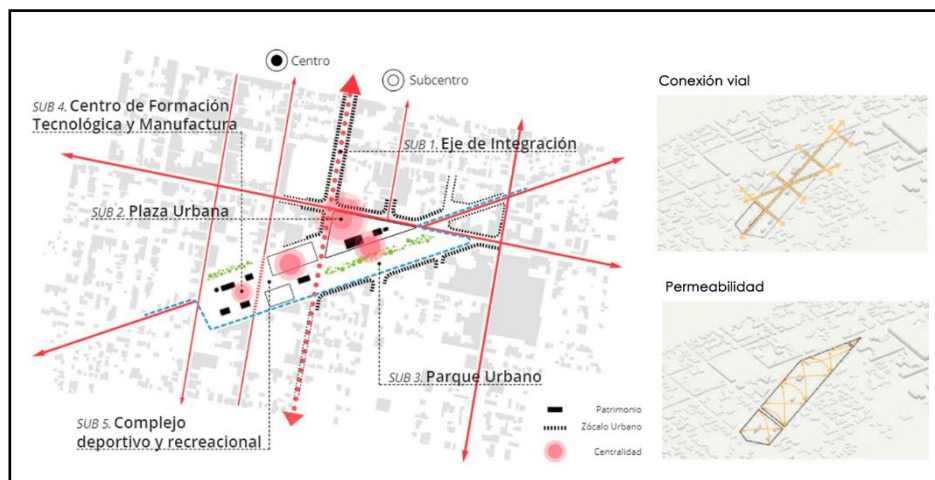 Centro
Subcentro
SUB 4. Centro de Formación
Tecnológica y Manufactura
SUB 1. Eje de Integración
SUB 2. Plaza Urbana
SUB 3. Parque Urbano
SUB 5. Complejo
deportivo y recreacional
Patrimonio
Zócalo Urbano
Centralidad
Conexión vial
Permeabilidad